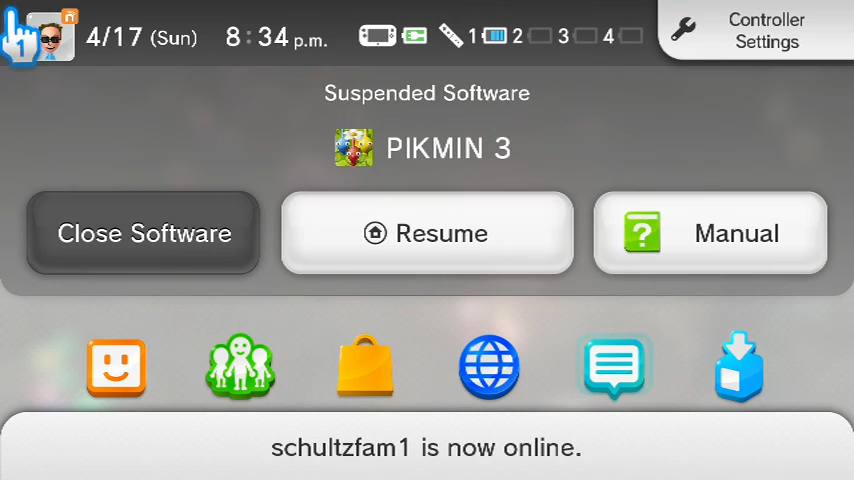 1
4/17 (Sun) 8:34 p.m. 1 2 3 4
Controller
Settings
Suspended Software
PIKMIN 3
Close Software
Resume
? Manual
schultzfam1 is now online.